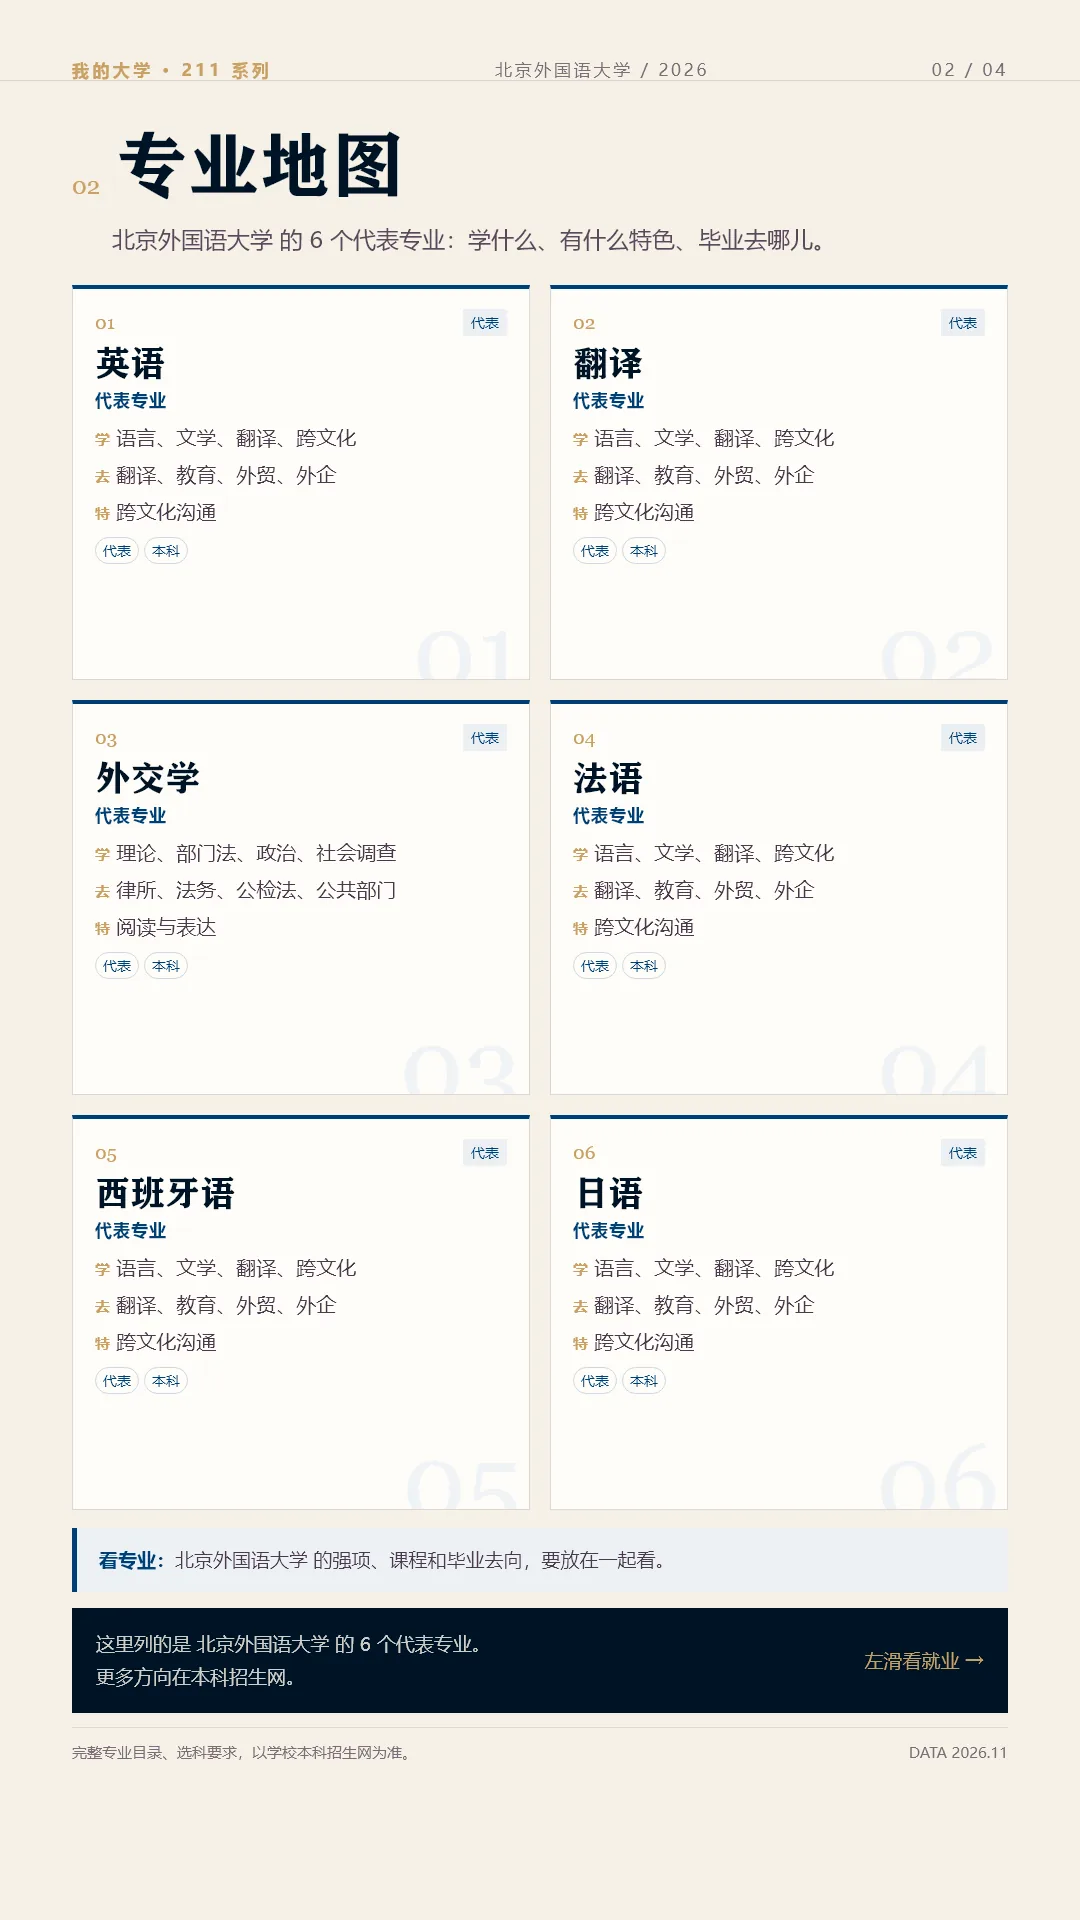 我的大学 • 211 系列
北京外国语大学 / 2026
02 / 04
02 专业地图
北京外国语大学 的 6 个代表专业：学什么、有什么特色、毕业去哪儿。
01
代表
英语
代表专业
学 语言、文学、翻译、跨文化
去 翻译、教育、外贸、外企
特 跨文化沟通
代表 本科
01
02
代表
翻译
代表专业
学 语言、文学、翻译、跨文化
去 翻译、教育、外贸、外企
特 跨文化沟通
代表 本科
02
03
代表
外交学
代表专业
学 理论、部门法、政治、社会调查
去 律所、法务、公检法、公共部门
特 阅读与表达
代表 本科
03
04
代表
法语
代表专业
学 语言、文学、翻译、跨文化
去 翻译、教育、外贸、外企
特 跨文化沟通
代表 本科
04
05
代表
西班牙语
代表专业
学 语言、文学、翻译、跨文化
去 翻译、教育、外贸、外企
特 跨文化沟通
代表 本科
05
06
代表
日语
代表专业
学 语言、文学、翻译、跨文化
去 翻译、教育、外贸、外企
特 跨文化沟通
代表 本科
06
看专业：北京外国语大学 的强项、课程和毕业去向，要放在一起看。
这里列的是 北京外国语大学 的 6 个代表专业。
更多方向在本科招生网。
左滑看就业 →
完整专业目录、选科要求，以学校本科招生网为准。
DATA 2026.11